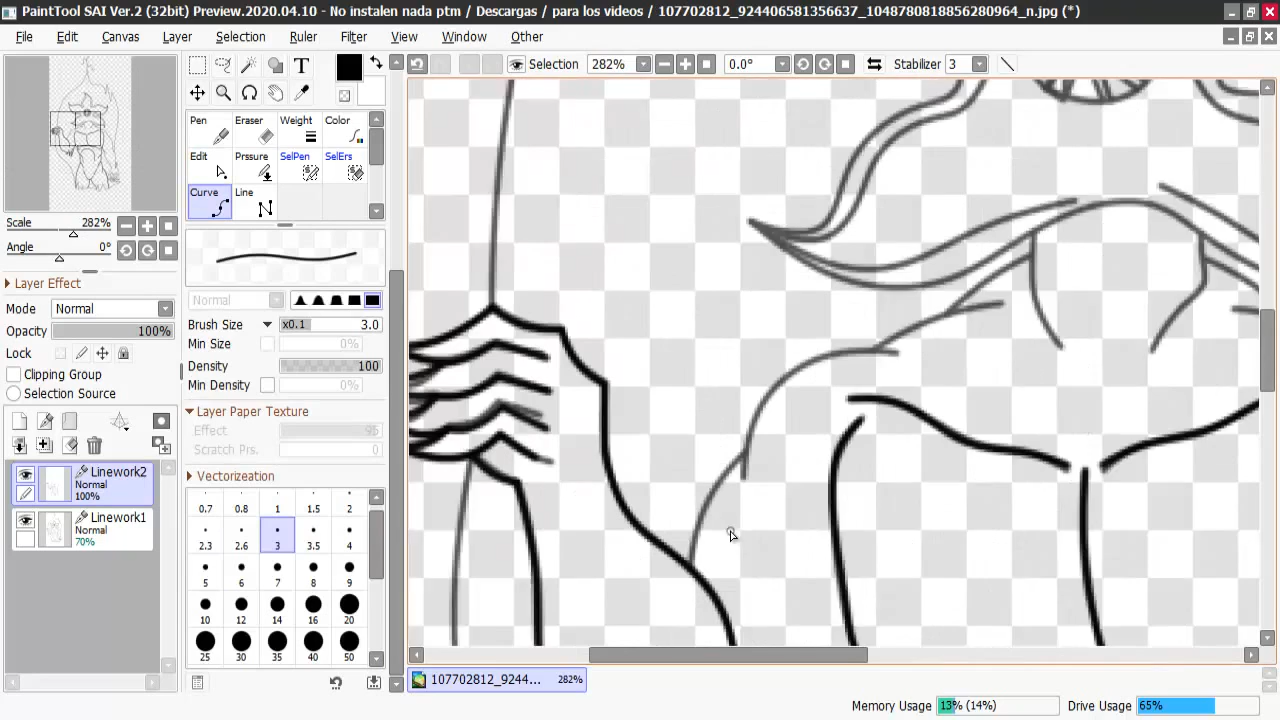 PaintTool SAI Ver.2 (32bit) Preview.2020.04.10 - No instalen nada ptm / Descargas / para los videos / 107702812_924406581356637_1048780818856280964_n.jpg (*)
File Edit Canvas Layer Selection Ruler Filter View Window Other
T Selection 282% 0.0° Stabilizer 3
Pen Eraser Weight Color
Edit Prssure SelPen SelErs
Curve Line
Scale 282%
Angle 0°
Layer Effect
Mode Normal
Opacity 100%
Lock
Clipping Group
Selection Source
Normal
Brush Size x0.1 3.0
Min Size 0%
Density 100
Min Density 0%
Layer Paper Texture
Effect 95
Scratch Prs. 0
Vectorization
0.7 0.8 1 1.5 2
2.3 2.6 3 3.5 4
5 6 7 8 9
10 12 14 16 20
25 30 35 40 50
Linework2
Normal
100%
Linework1
Normal
70%
107702812_9244... 282%
Memory Usage 13% (14%) Drive Usage 65%